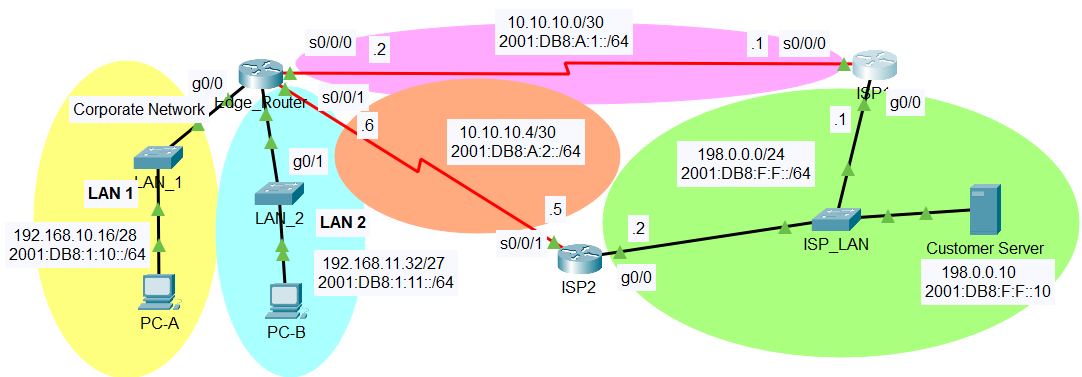 10.10.10.0/30
2001:DB8:A:1::/64
s0/0/0
.2
.1
s0/0/0
g0/0
Edge_Router
ISP1
Corporate Network
s0/0/1
g0/0
.6
.1
10.10.10.4/30
2001:DB8:A:2::/64
198.0.0.0/24
2001:DB8:F:F::/64
g0/1
LAN_1
LAN 1
LAN_2
LAN 2
.5
s0/0/1
.2
ISP_LAN
Customer Server
192.168.10.16/28
2001:DB8:1:10::/64
192.168.11.32/27
2001:DB8:1:11::/64
g0/0
ISP2
198.0.0.10
2001:DB8:F:F::10
PC-A
PC-B